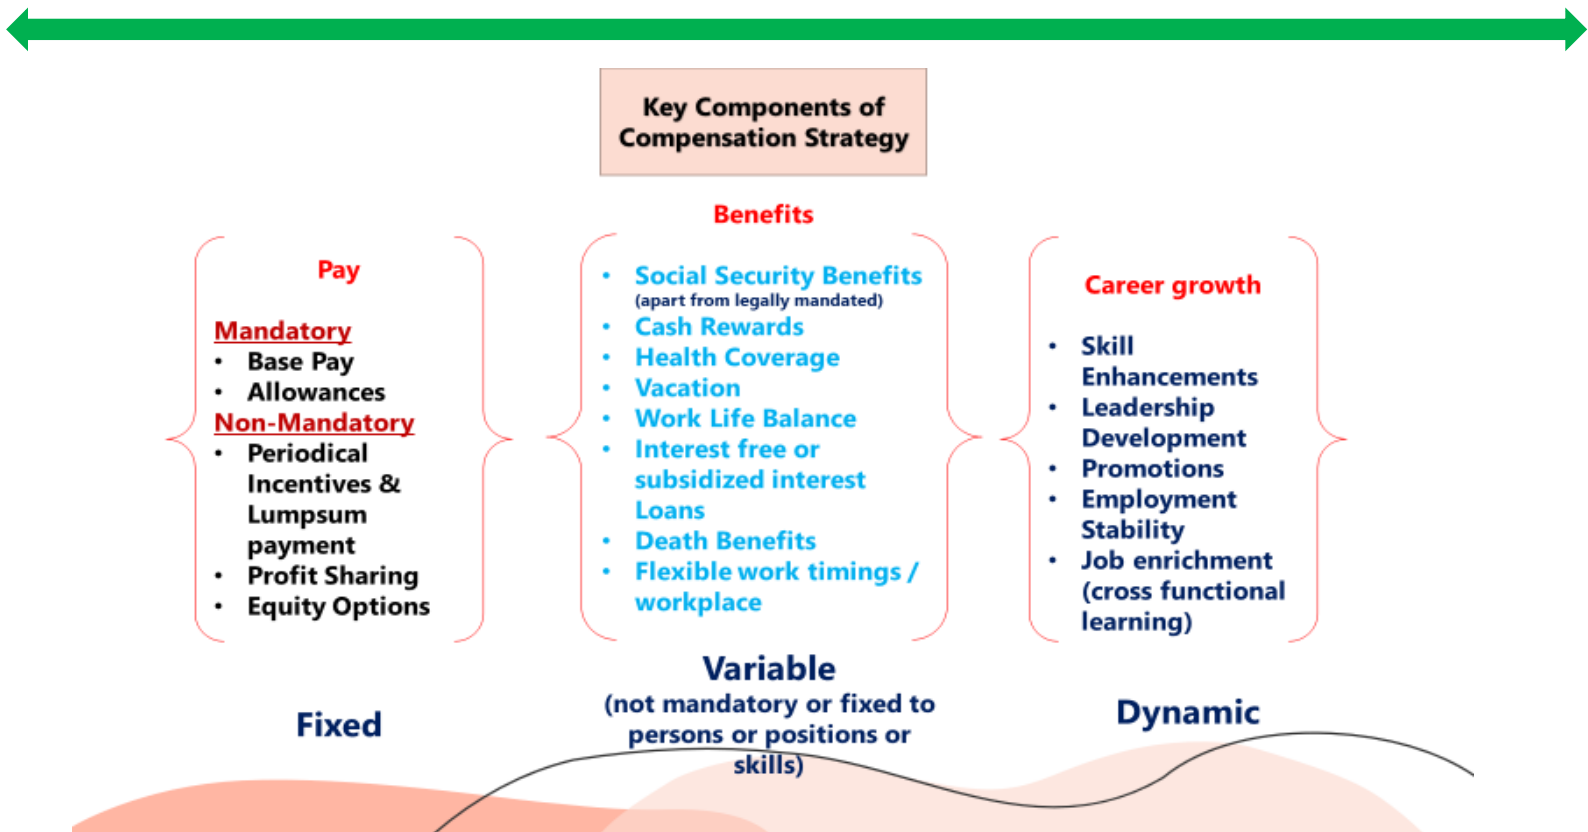 Key Components of
Compensation Strategy
Pay
Mandatory
• Base Pay
• Allowances
Non-Mandatory
• Periodical
Incentives &
Lumpsum
payment
• Profit Sharing
• Equity Options
Fixed
Benefits
• Social Security Benefits
(apart from legally mandated)
• Cash Rewards
• Health Coverage
• Vacation
• Work Life Balance
• Interest free or
subsidized interest
Loans
• Death Benefits
• Flexible work timings /
workplace
Variable
(not mandatory or fixed to
persons or positions or
skills)
Career growth
• Skill
Enhancements
• Leadership
Development
• Promotions
• Employment
Stability
• Job enrichment
(cross functional
learning)
Dynamic